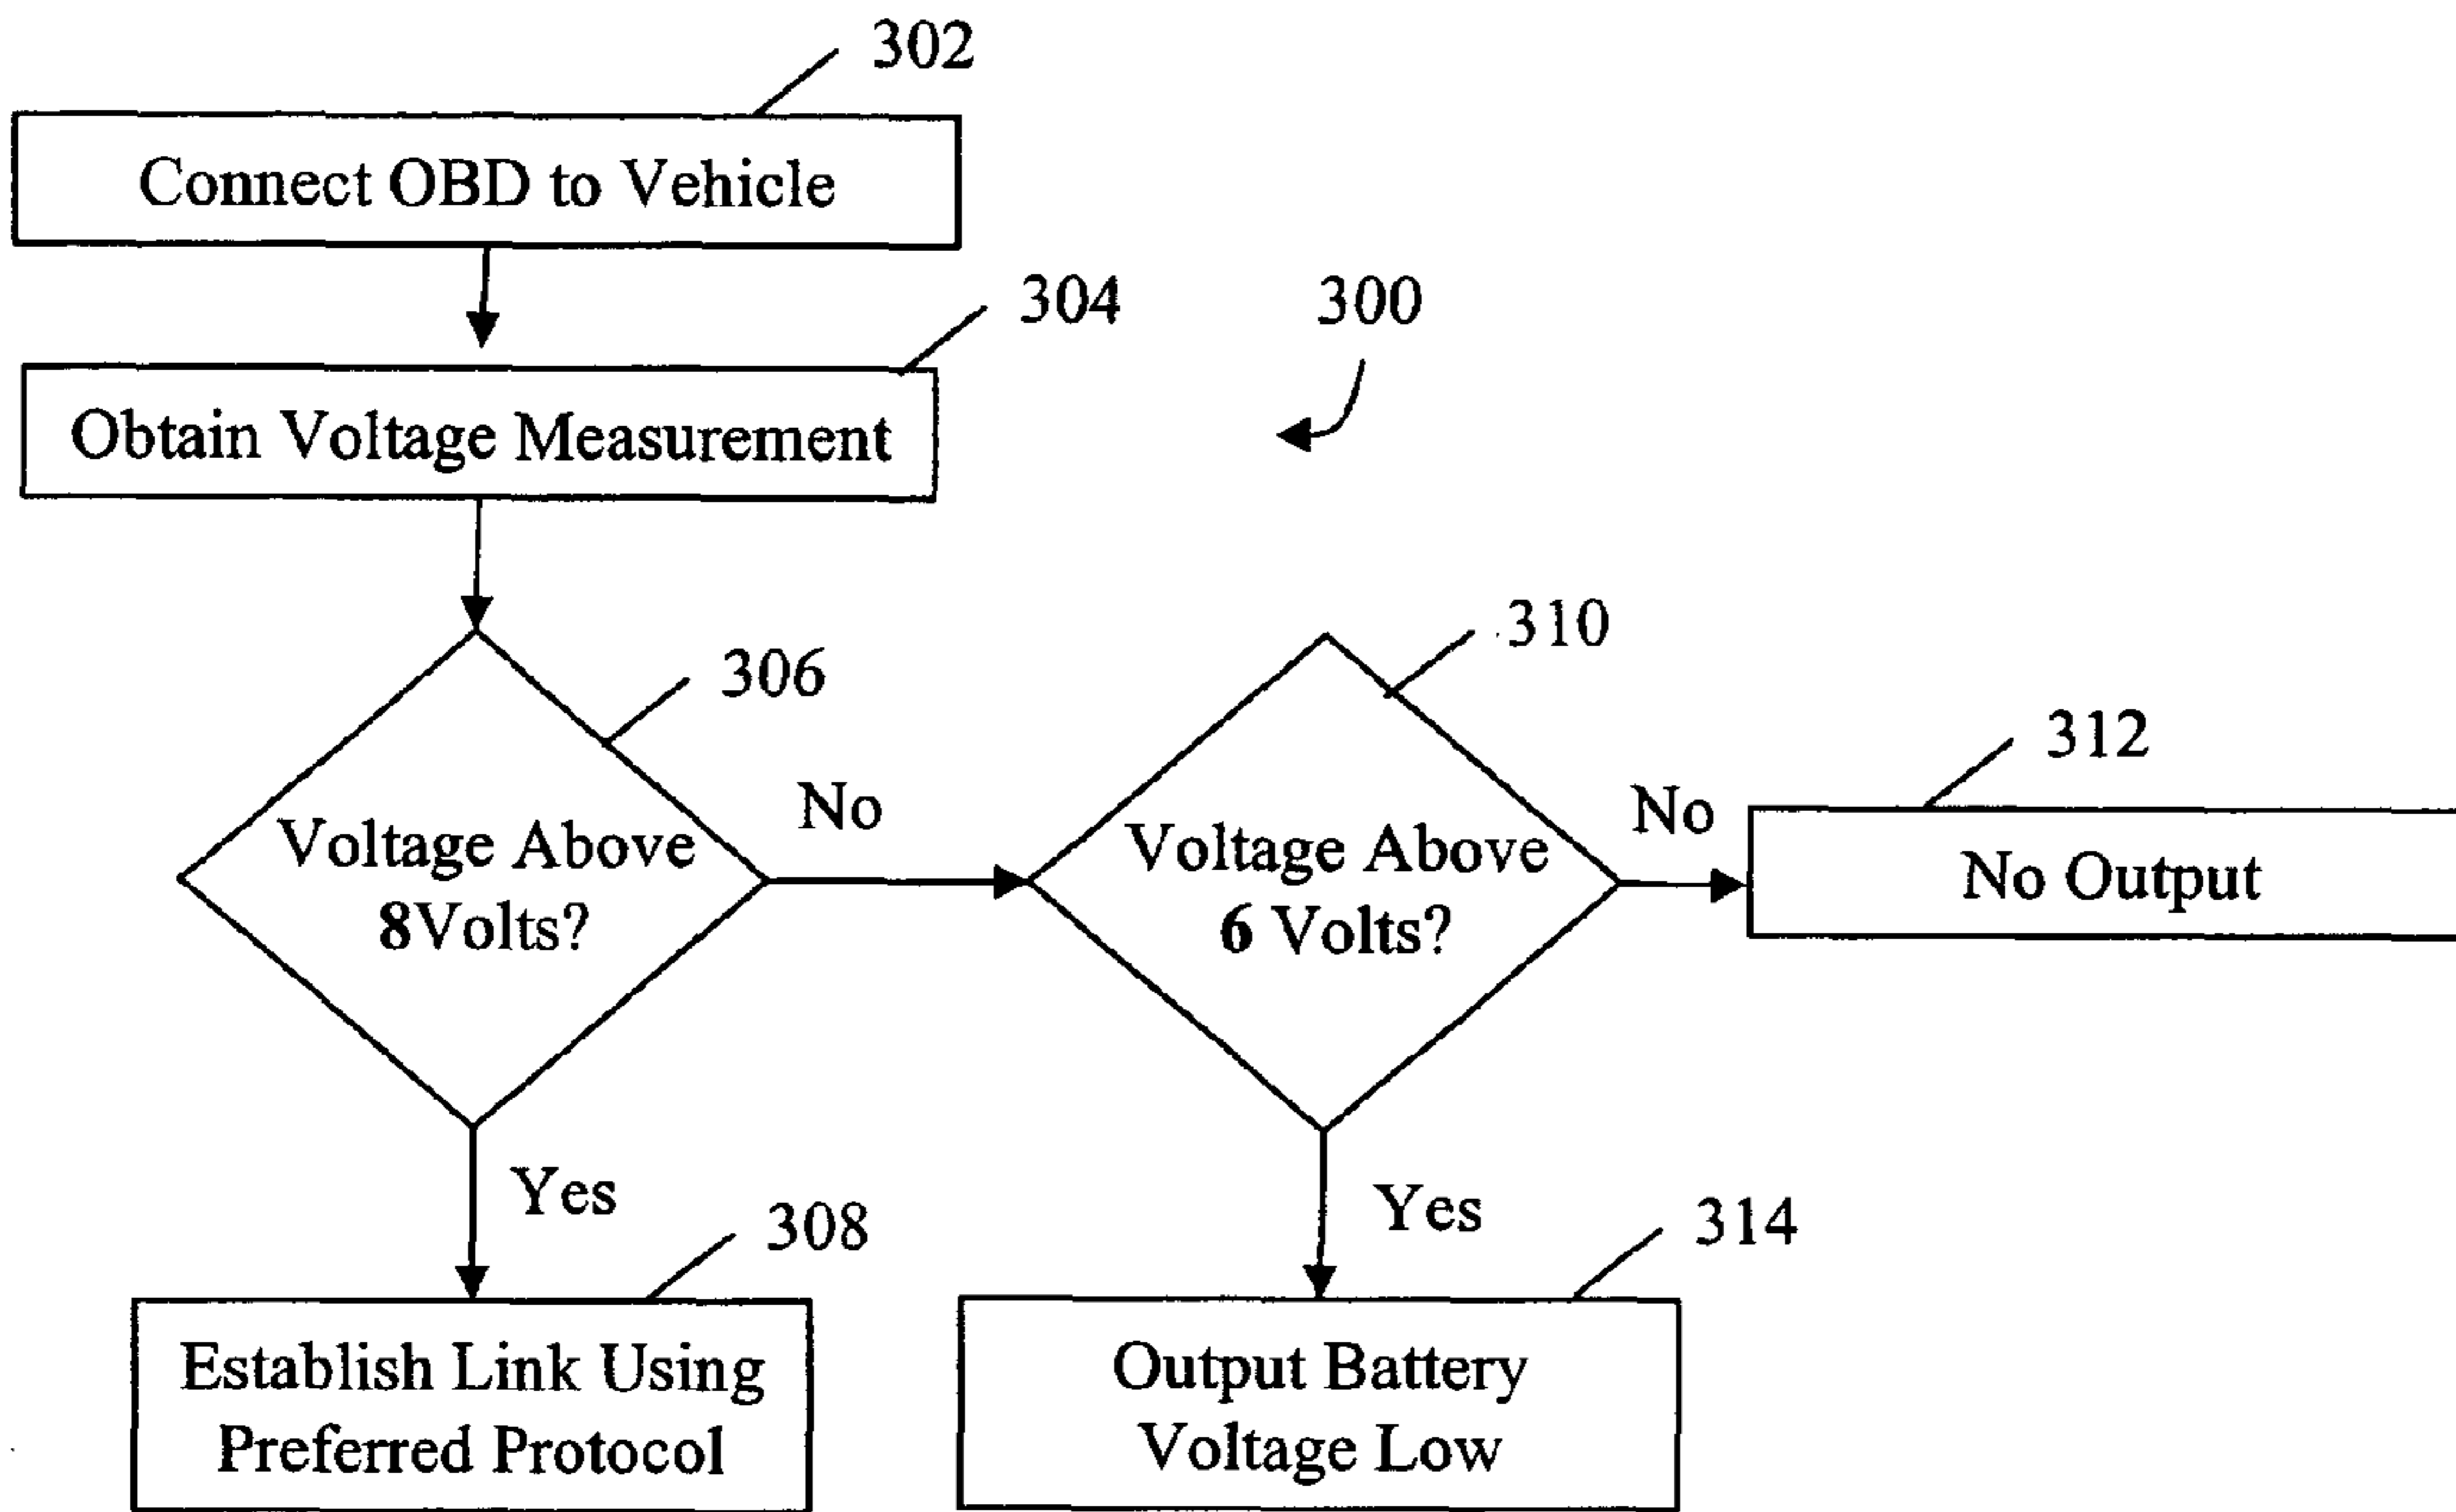 302
Connect OBD to Vehicle
304
300
Obtain Voltage Measurement
306
310
312
Voltage Above
8Volts?
No
Voltage Above
6 Volts?
No
No Output
Yes
Yes
308
314
Establish Link Using
Preferred Protocol
Output Battery
Voltage Low